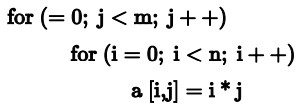 for (= 0; j < m; j + +)
for (i = 0; i < n; i + +)
a [i,j] = i * j